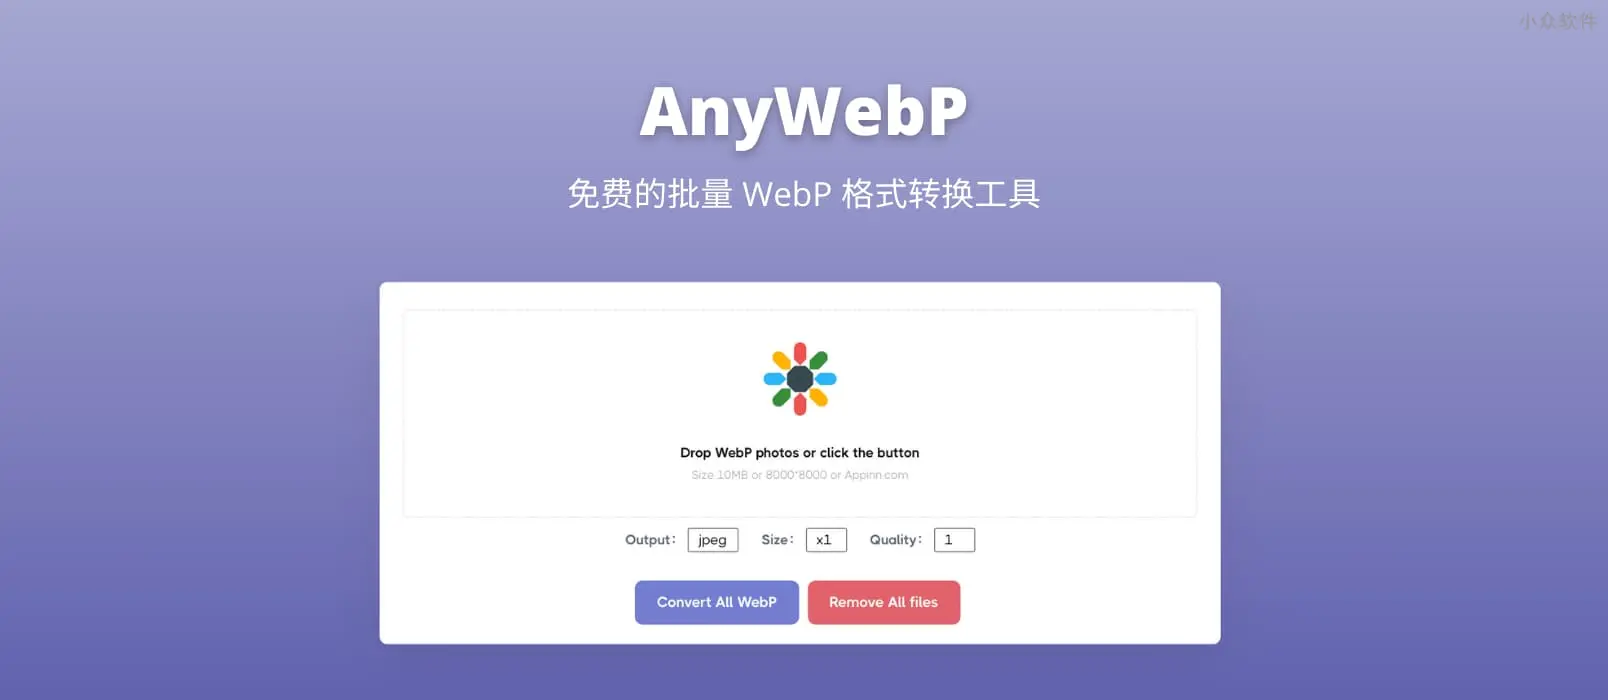 小众软件
AnyWebP
免费的批量 WebP 格式转换工具
Drop WebP photos or click the button
Size 10MB or 8000*8000 or Appinn.com
Output: jpeg Size: x1 Quality: 1
Convert All WebP Remove All files